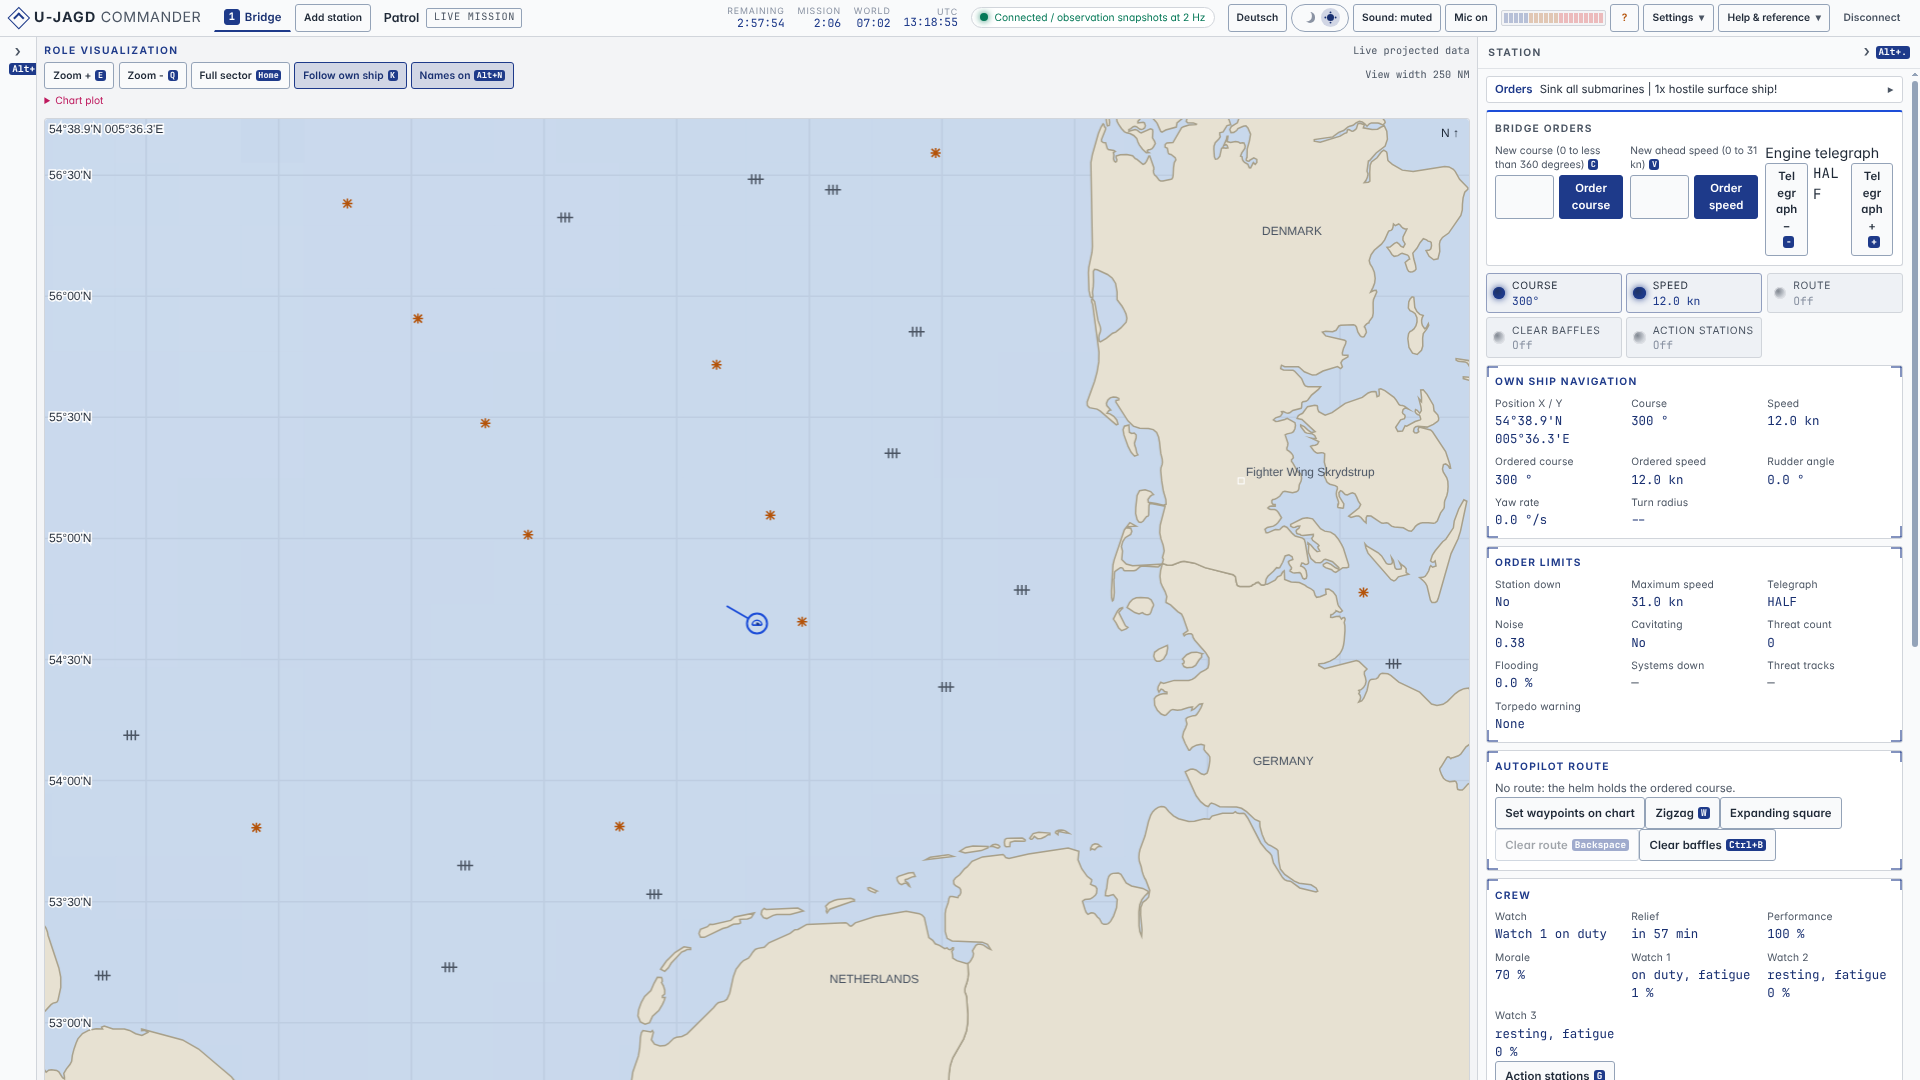 U-JAGD COMMANDER
1 Bridge
Add station
Patrol
LIVE MISSION
REMAINING
2:57:54
MISSION
2:06
WORLD
07:02
UTC
13:18:55
Connected / observation snapshots at 2 Hz
Deutsch
Sound: muted
Mic on
?
Settings ▾
Help & reference ▾
Disconnect
Alt+
ROLE VISUALIZATION
Live projected data
Zoom + E
Zoom - Q
Full sector Home
Follow own ship K
Names on Alt+N
View width 250 NM
Chart plot
54°38.9'N 005°36.3'E
N ↑
56°30'N
56°00'N
55°30'N
55°00'N
54°30'N
54°00'N
53°30'N
53°00'N
DENMARK
Fighter Wing Skrydstrup
GERMANY
NETHERLANDS
STATION
Alt+.
Orders Sink all submarines | 1x hostile surface ship!
BRIDGE ORDERS
New course (0 to less
than 360 degrees) C
Order
course
New ahead speed (0 to 31
kn) V
Order
speed
Engine telegraph
Tel
egr
aph
−
-
HAL
F
Tel
egr
aph
+
+
COURSE
300°
SPEED
12.0 kn
ROUTE
Off
CLEAR BAFFLES
Off
ACTION STATIONS
Off
OWN SHIP NAVIGATION
Position X / Y
54°38.9'N
005°36.3'E
Course
300 °
Speed
12.0 kn
Ordered course
300 °
Ordered speed
12.0 kn
Rudder angle
0.0 °
Yaw rate
0.0 °/s
Turn radius
--
ORDER LIMITS
Station down
No
Maximum speed
31.0 kn
Telegraph
HALF
Noise
0.38
Cavitating
No
Threat count
0
Flooding
0.0 %
Systems down
—
Threat tracks
—
Torpedo warning
None
AUTOPILOT ROUTE
No route: the helm holds the ordered course.
Set waypoints on chart
Zigzag W
Expanding square
Clear route Backspace
Clear baffles Ctrl+B
CREW
Watch
Watch 1 on duty
Relief
in 57 min
Performance
100 %
Morale
70 %
Watch 1
on duty, fatigue
1 %
Watch 2
resting, fatigue
0 %
Watch 3
resting, fatigue
0 %
Action stations G